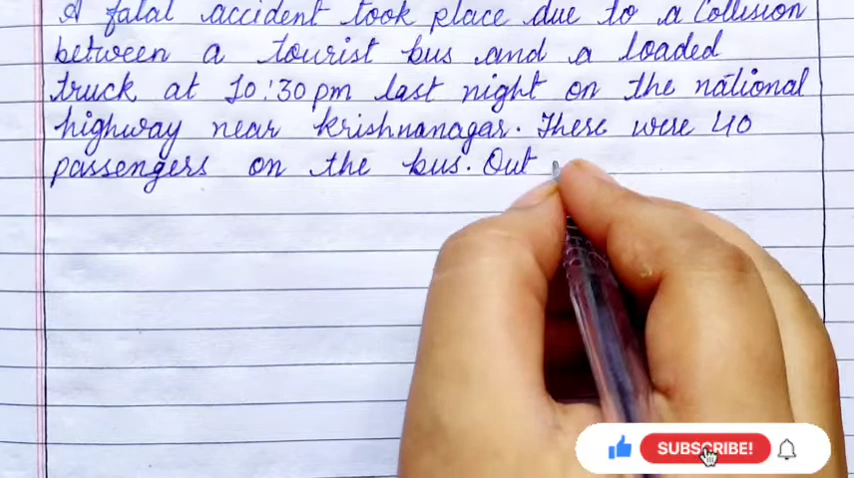 A fatal accident took place due to a Collision
between a tourist bus and a loaded
truck at 10:30 pm last night on the national
highway near krishnanagar. There were 40
passengers on the bus. Out
SUBSCRIBE!